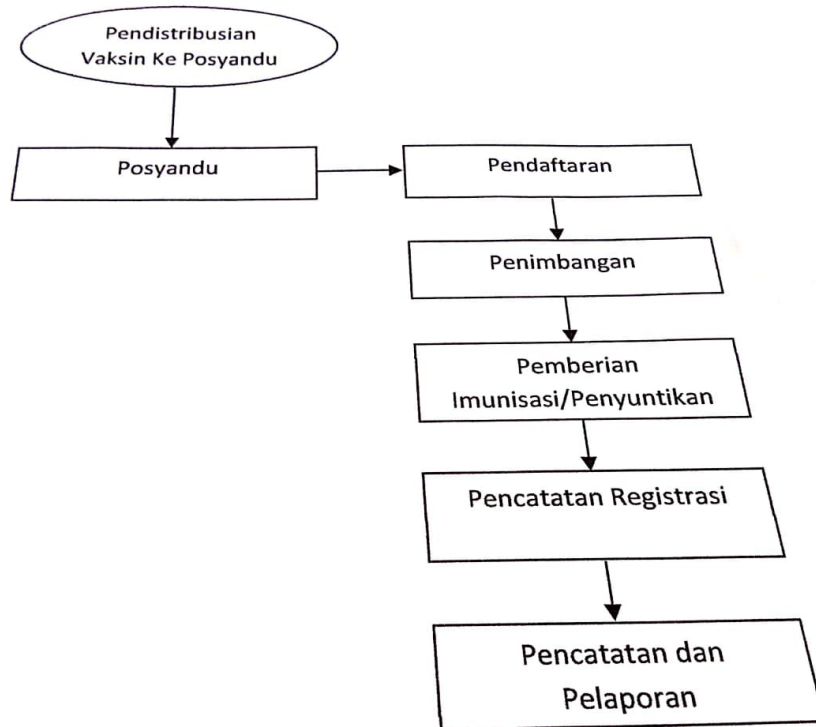 Pendistribusian
Vaksin Ke Posyandu
Posyandu
Pendaftaran
Penimbangan
Pemberian
Imunisasi/Penyuntikan
Pencatatan Registrasi
Pencatatan dan
Pelaporan